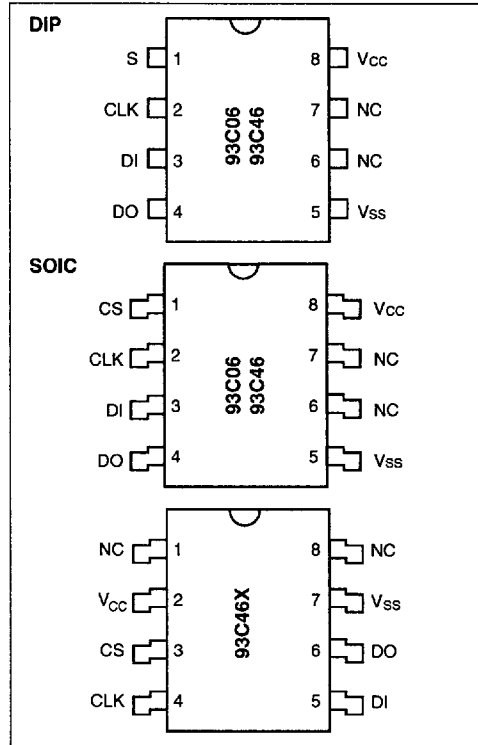 DIP
S 1 8 VCC
CLK 2 7 NC
DI 3 6 NC
DO 4 5 VSS
93C06
93C46
SOIC
CS 1 8 VCC
CLK 2 7 NC
DI 3 6 NC
DO 4 5 VSS
93C06
93C46
NC 1 8 NC
VCC 2 7 VSS
CS 3 6 DO
CLK 4 5 DI
93C46X